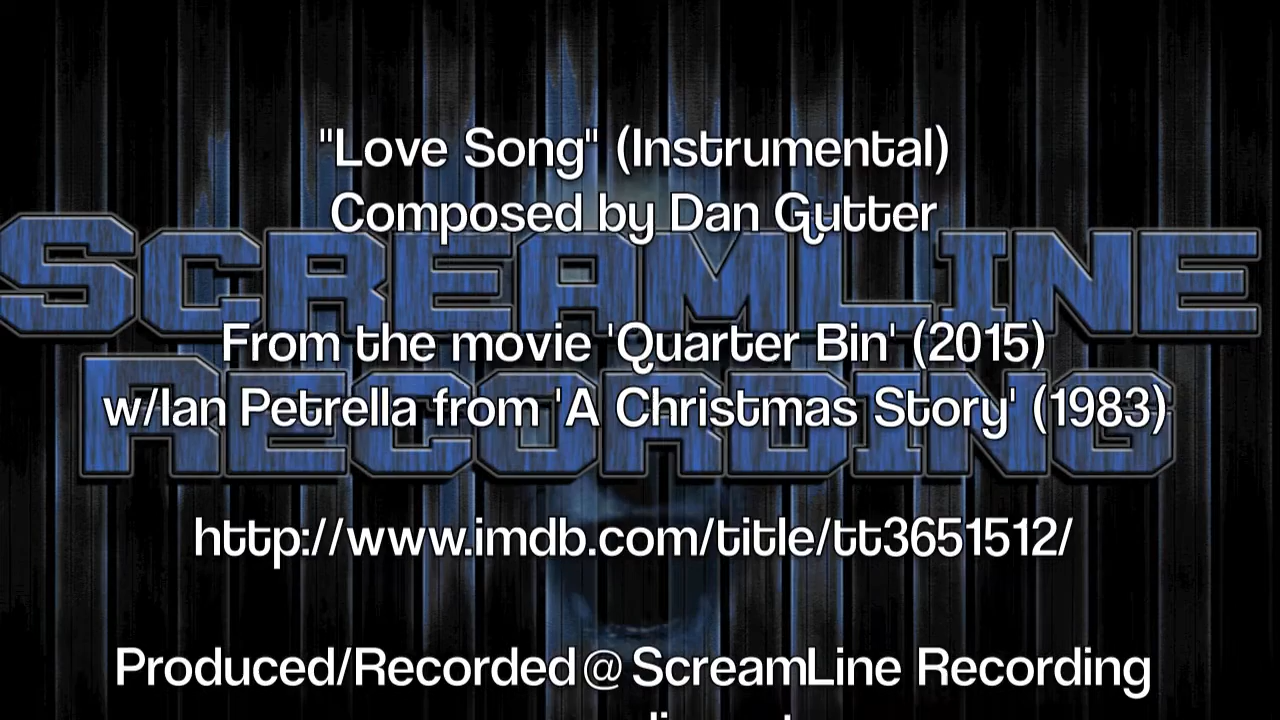 "Love Song" (Instrumental)
Composed by Dan Gutter
SCREAMLINE
From the movie 'Quarter Bin' (2015)
RECORDING
w/Ian Petrella from 'A Christmas Story' (1983)
http://www.imdb.com/title/tt3651512/
Produced/Recorded@ScreamLine Recording